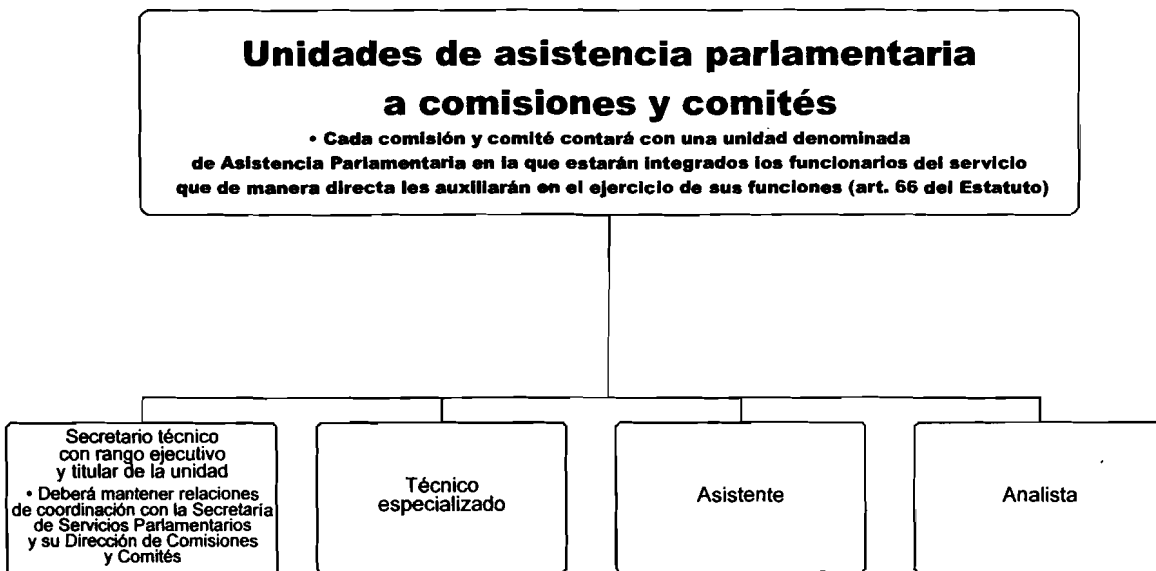 Unidades de asistencia parlamentaria
a comisiones y comités
• Cada comisión y comité contará con una unidad denominada
de Asistencia Parlamentaria en la que estarán integrados los funcionarios del servicio
que de manera directa les auxiliarán en el ejercicio de sus funciones (art. 66 del Estatuto)
Secretario técnico
con rango ejecutivo
y titular de la unidad
• Deberá mantener relaciones
de coordinación con la Secretaría
de Servicios Parlamentarios
y su Dirección de Comisiones
y Comités
Técnico
especializado
Asistente
Analista